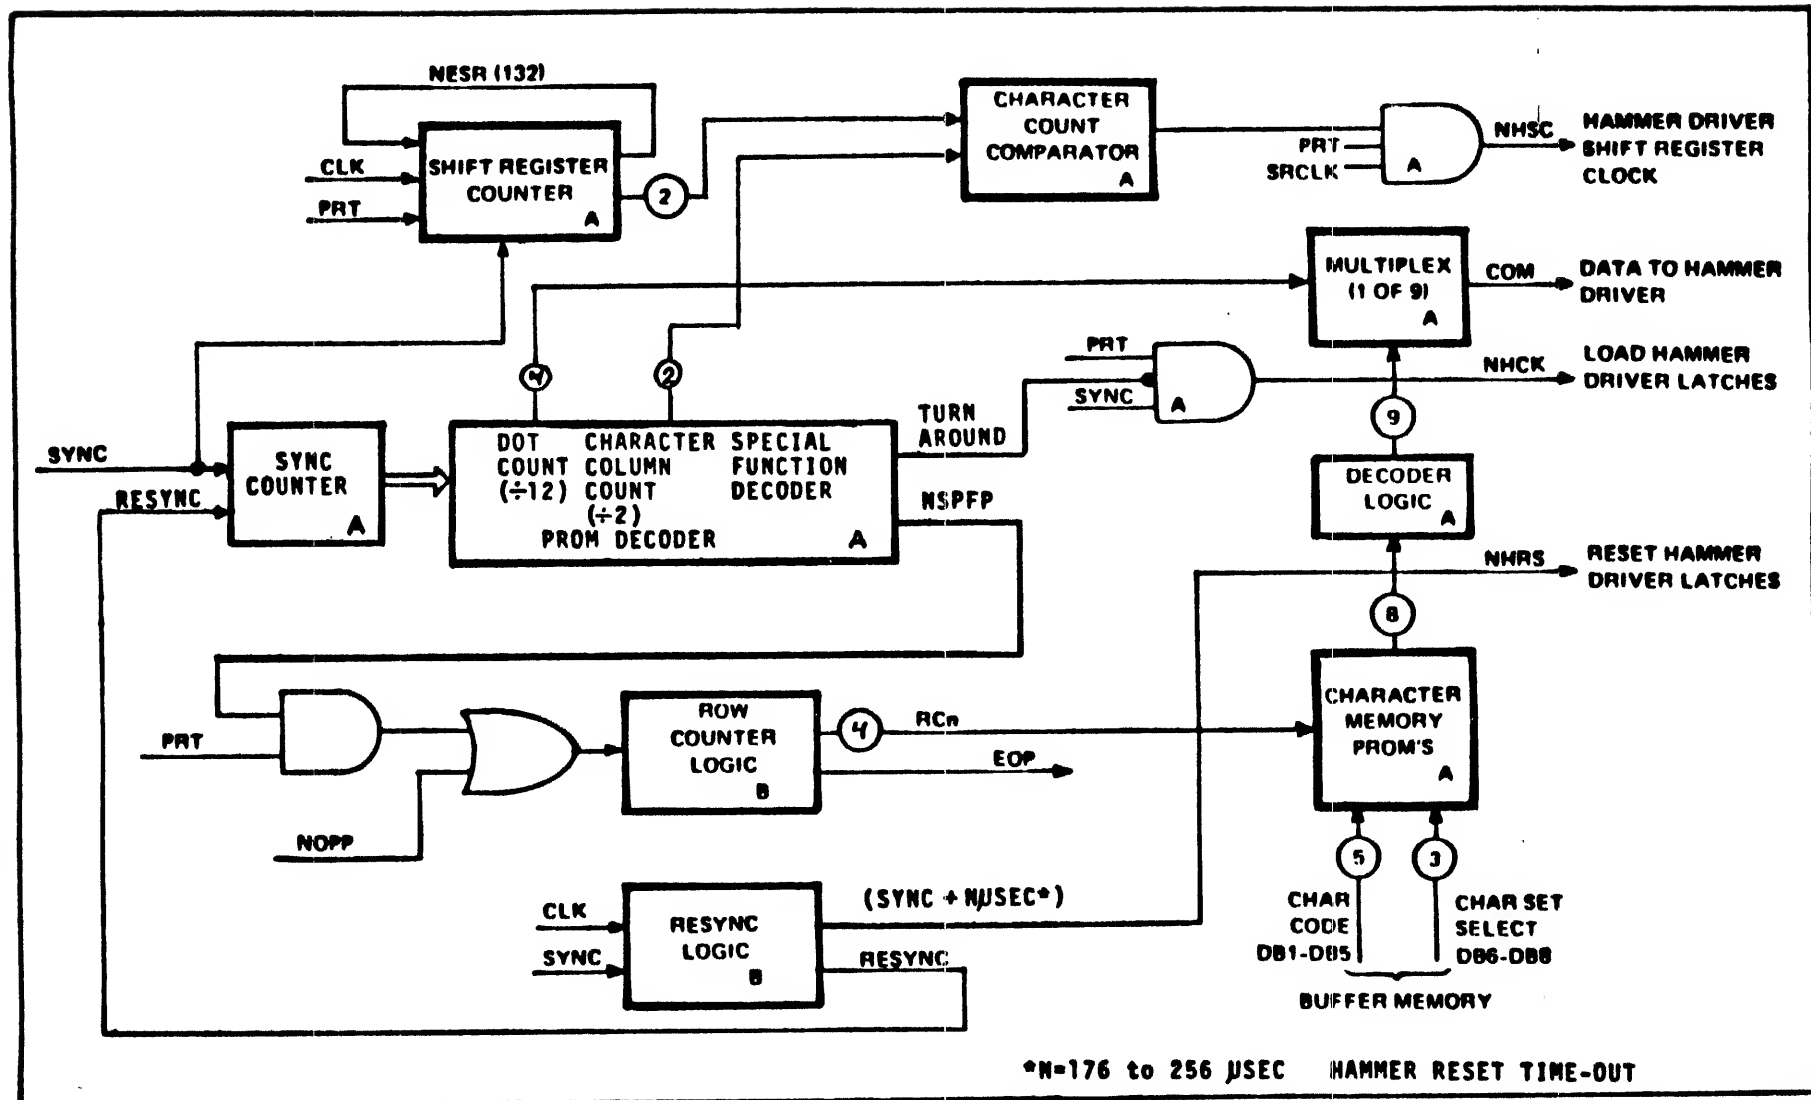 NESR (132)
CLK
PRT
SHIFT REGISTER
COUNTER
A
2
CHARACTER
COUNT
COMPARATOR
A
PRT
SRCLK
A
NHSC
HAMMER DRIVER
SHIFT REGISTER
CLOCK
MULTIPLEX
(1 OF 9)
A
COM
DATA TO HAMMER
DRIVER
4
2
PRT
SYNC
A
NHCK
LOAD HAMMER
DRIVER LATCHES
9
SYNC
RESYNC
SYNC
COUNTER
A
DOT CHARACTER SPECIAL
COUNT COLUMN FUNCTION
(÷12) COUNT DECODER
(÷2)
PROM DECODER A
TURN
AROUND
NSPFP
DECODER
LOGIC
A
NHRS
RESET HAMMER
DRIVER LATCHES
8
PRT
NOPP
ROW
COUNTER
LOGIC
B
4
RCn
EOP
CHARACTER
MEMORY
PROM'S
A
5
3
CHAR
CODE
DB1-DB5
CHAR SET
SELECT
DB6-DB8
BUFFER MEMORY
CLK
SYNC
RESYNC
LOGIC
B
(SYNC + NµSEC*)
RESYNC
*N=176 to 256 µSEC HAMMER RESET TIME-OUT